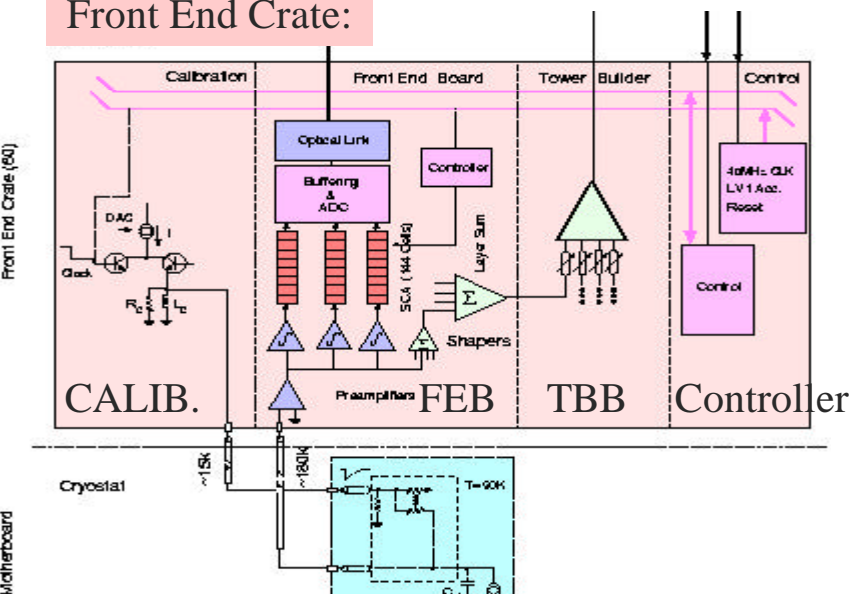 Front End Crate:
Calibration
Front End Board
Tower Builder
Control
Front End Crate (60)
Optical Link
Buffering
&
ADC
Controller
40MHz CLK
LV1 Acc.
Reset
DAC
I
Clock
SCA (144 Cells)
Layer Sum
Σ
Control
Shapers
Preamplifiers
CALIB.
FEB
TBB
Controller
~15k
~180k
Cryostat
T=90K
Motherboard